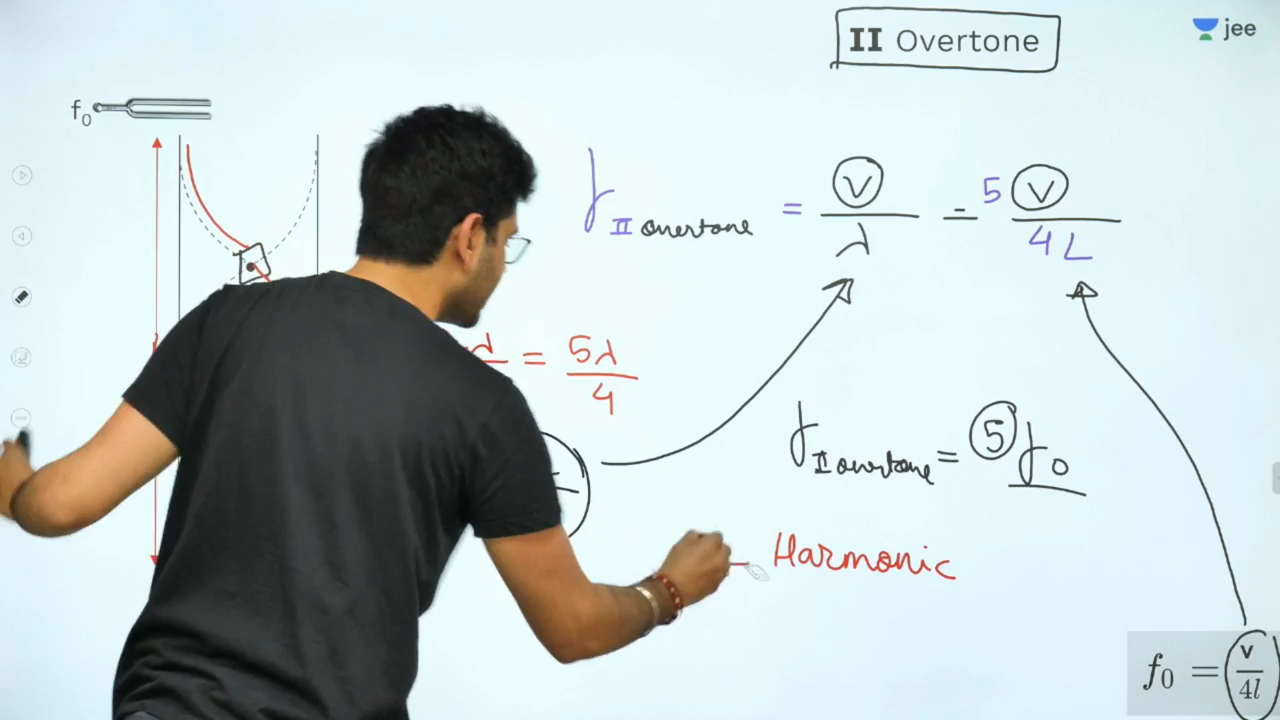 II Overtone
jee
f₀
f II overtone = v/λ = 5 v/4L
λ = 5λ/4
f II overtone = 5 f₀
Harmonic
f₀ = v/4l